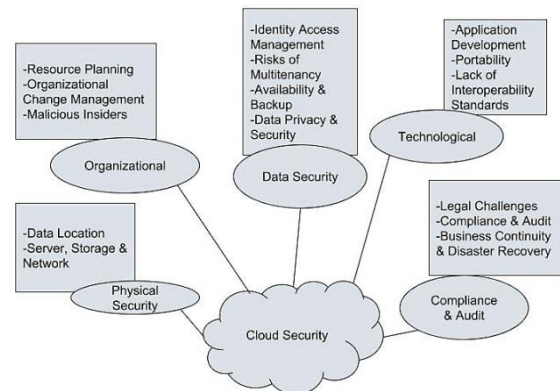 -Resource Planning
-Organizational
Change Management
-Malicious Insiders
Organizational
-Identity Access
Management
-Risks of
Multitenancy
-Availability &
Backup
-Data Privacy &
Security
Data Security
-Application
Development
-Portability
-Lack of
Interoperability
Standards
Technological
-Data Location
-Server, Storage &
Network
Physical
Security
-Legal Challenges
-Compliance & Audit
-Business Continuity
& Disaster Recovery
Compliance
& Audit
Cloud Security